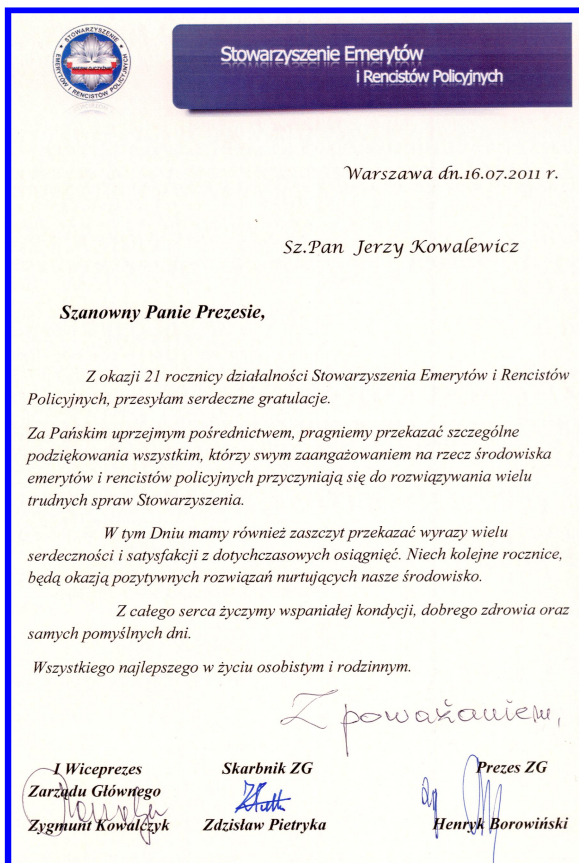 STOWARZYSZENIE
EMERYTÓW I RENCISTÓW POLICYJNYCH
Stowarzyszenie Emerytów
i Rencistów Policyjnych
Warszawa dn.16.07.2011 r.
Sz.Pan Jerzy Kowalewicz
Szanowny Panie Prezesie,
Z okazji 21 rocznicy działalności Stowarzyszenia Emerytów i Rencistów
Policyjnych, przesyłam serdeczne gratulacje.
Za Pańskim uprzejmym pośrednictwem, pragniemy przekazać szczególne
podziękowania wszystkim, którzy swym zaangażowaniem na rzecz środowiska
emerytów i rencistów policyjnych przyczyniają się do rozwiązywania wielu
trudnych spraw Stowarzyszenia.
W tym Dniu mamy również zaszczyt przekazać wyrazy wielu
serdeczności i satysfakcji z dotychczasowych osiągnięć. Niech kolejne rocznice,
będą okazją pozytywnych rozwiązań nurtujących nasze środowisko.
Z całego serca życzymy wspaniałej kondycji, dobrego zdrowia oraz
samych pomyślnych dni.
Wszystkiego najlepszego w życiu osobistym i rodzinnym.
Z poważaniem,
I Wiceprezes Skarbnik ZG Prezes ZG
Zarządu Głównego
Zygmunt Kowalczyk Zdzisław Pietryka Henryk Borowiński